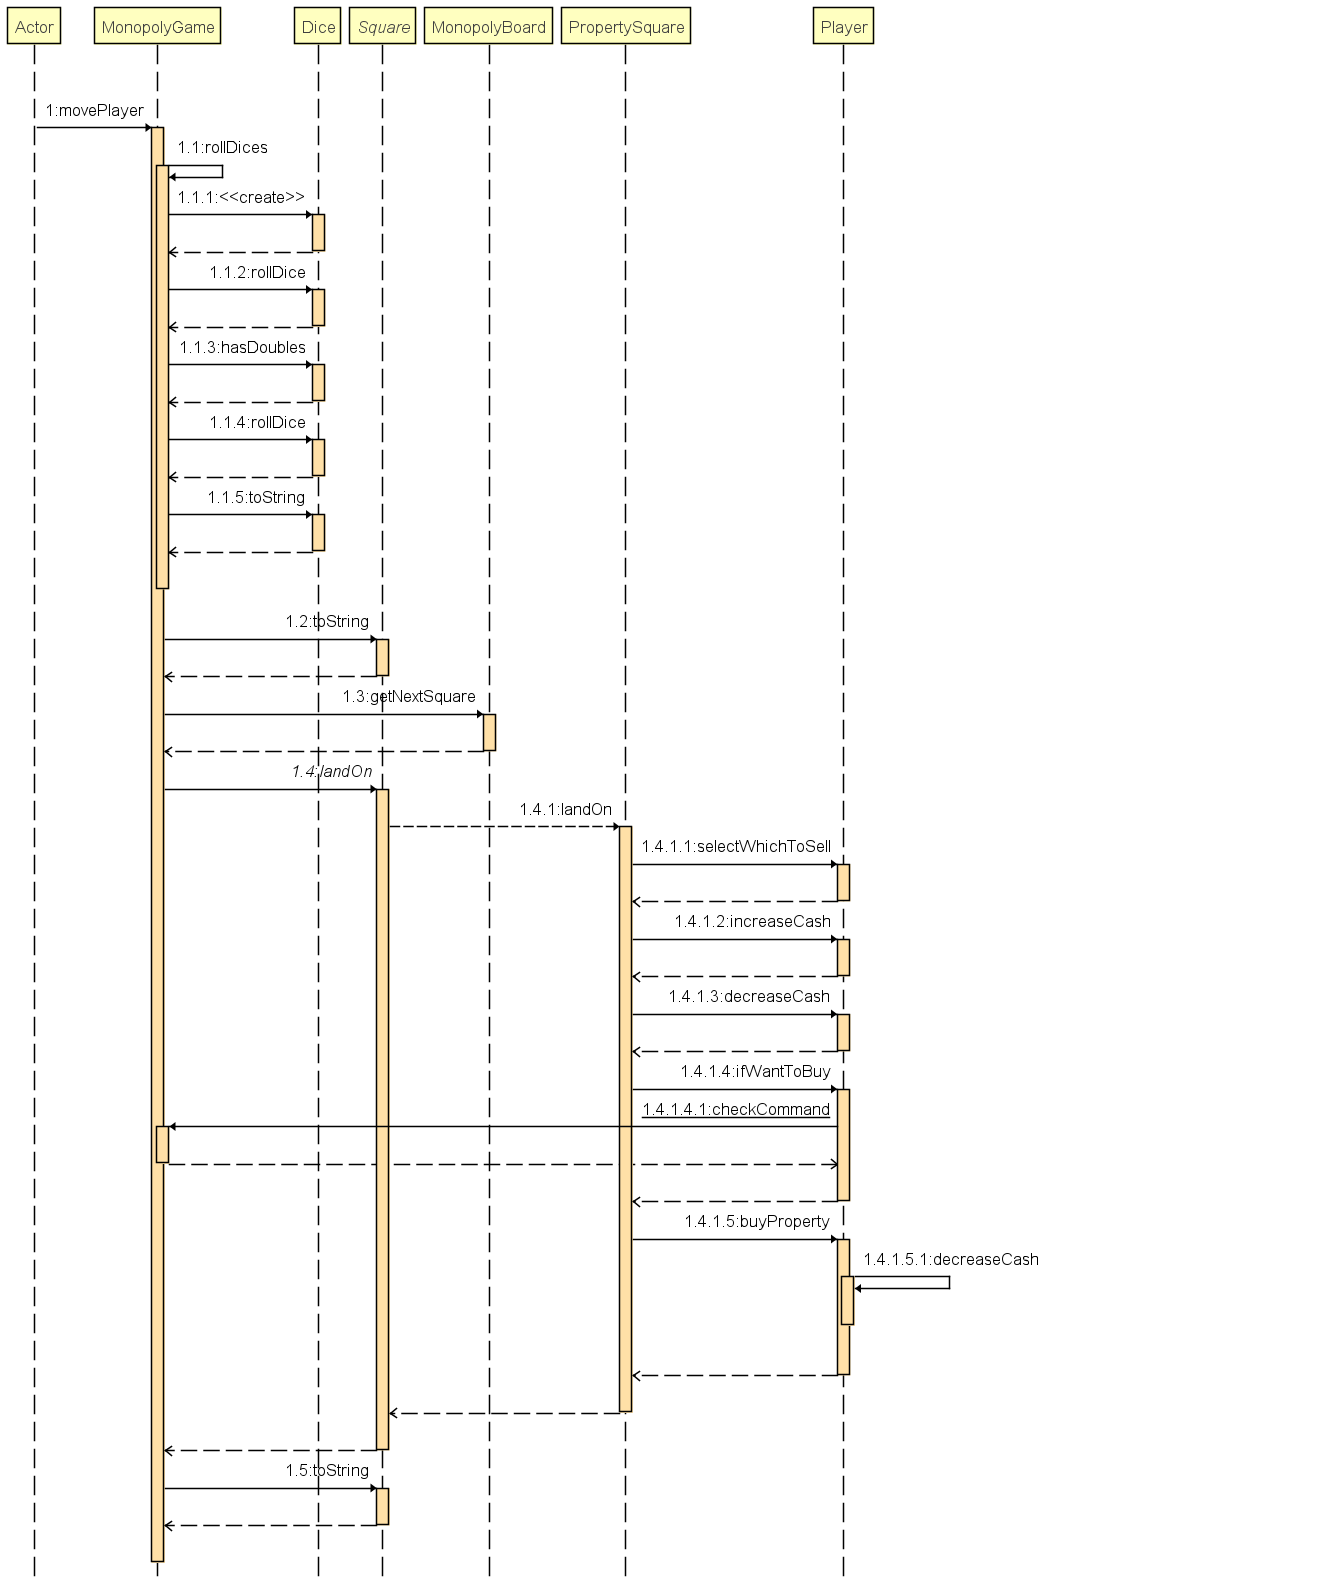 Actor MonopolyGame Dice Square MonopolyBoard PropertySquare Player
1:movePlayer
1.1:rollDices
1.1.1:<<create>>
1.1.2:rollDice
1.1.3:hasDoubles
1.1.4:rollDice
1.1.5:toString
1.2:toString
1.3:getNextSquare
1.4:landOn
1.4.1:landOn
1.4.1.1:selectWhichToSell
1.4.1.2:increaseCash
1.4.1.3:decreaseCash
1.4.1.4:ifWantToBuy
1.4.1.4.1:checkCommand
1.4.1.5:buyProperty
1.4.1.5.1:decreaseCash
1.5:toString